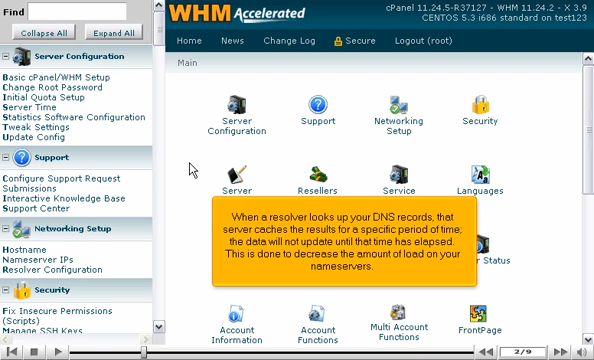 Find
Collapse All
Expand All
Server Configuration
Basic cPanel/WHM Setup
Change Root Password
Initial Quota Setup
Server Time
Statistics Software Configuration
Tweak Settings
Update Config
Support
Configure Support Request
Submissions
Interactive Knowledge Base
Support Center
Networking Setup
Hostname
Nameserver IPs
Resolver Configuration
Security
Fix Insecure Permissions
(Scripts)
Manage SSH Keys
WHM Accelerated
cPanel 11.24.5-R37127 - WHM 11.24.2 - X 3.9
CENTOS 5.3 i686 standard on test123
Home
News
Change Log
Secure
Logout (root)
Main
Server
Configuration
Support
Networking
Setup
Security
Server
Resellers
Service
Languages
When a resolver looks up your DNS records, that
server caches the results for a specific period of time;
the data will not update until that time has elapsed.
This is done to decrease the amount of load on your
nameservers.
Status
Account
Information
Account
Functions
Multi Account
Functions
FrontPage
2/9